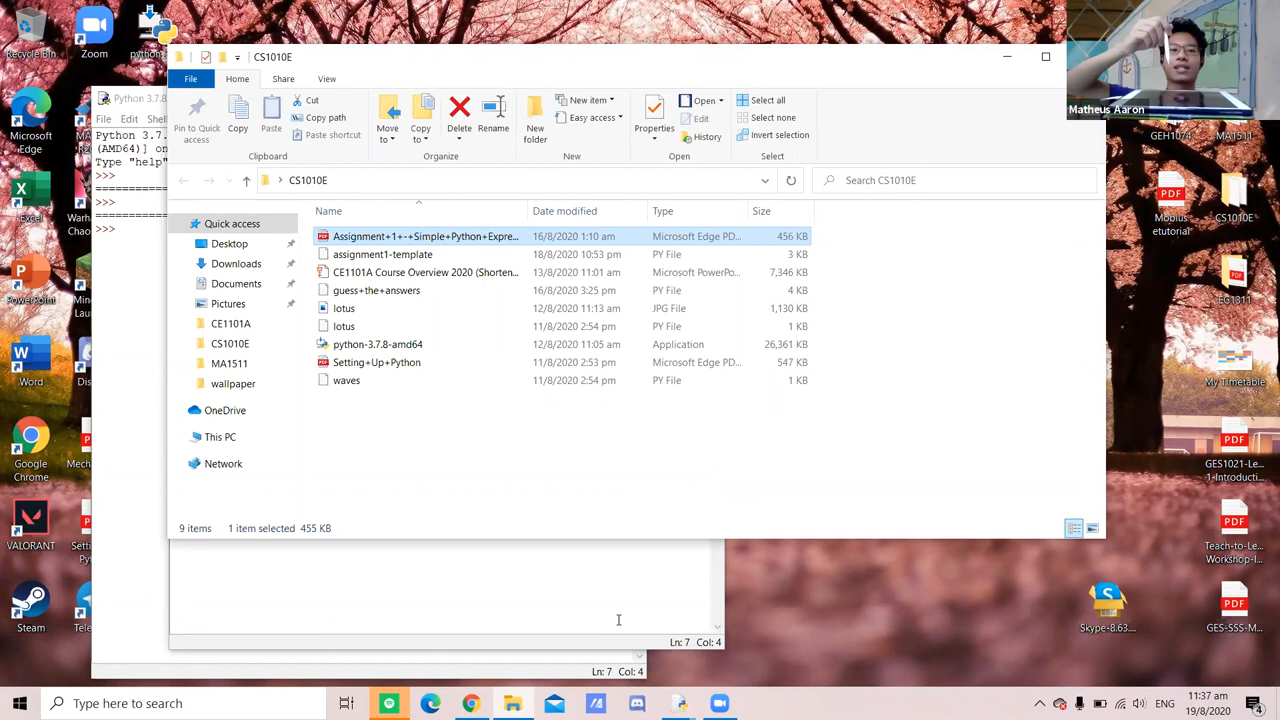 Recycle Bin
Zoom
python-
Microsoft Edge
Excel
PowerPoint
Word
Google Chrome
VALORANT
Steam
Python 3.7.8
File Edit Shell
Python 3.7.
(AMD64)] on
Type "help"
>>>
>>>
>>>
CS1010E
File Home Share View
Pin to Quick access
Copy
Paste
Cut
Copy path
Paste shortcut
Clipboard
Move to
Copy to
Delete
Rename
Organize
New folder
New item
Easy access
New
Properties
Open
Edit
History
Open
Select all
Select none
Invert selection
Select
CS1010E
Search CS1010E
Name Date modified Type Size
Quick access
Desktop
Downloads
Documents
Pictures
CE1101A
CS1010E
MA1511
wallpaper
OneDrive
This PC
Network
Assignment+1+-+Simple+Python+Expre... 16/8/2020 1:10 am Microsoft Edge PD... 456 KB
assignment1-template 18/8/2020 10:53 pm PY File 3 KB
CE1101A Course Overview 2020 (Shorten... 13/8/2020 11:01 am Microsoft PowerPo... 7,346 KB
guess+the+answers 16/8/2020 3:25 pm PY File 4 KB
lotus 12/8/2020 11:13 am JPG File 1,130 KB
lotus 11/8/2020 2:54 pm PY File 1 KB
python-3.7.8-amd64 12/8/2020 11:05 am Application 26,361 KB
Setting+Up+Python 11/8/2020 2:53 pm Microsoft Edge PD... 547 KB
waves 11/8/2020 2:54 pm PY File 1 KB
9 items 1 item selected 455 KB
Ln: 7 Col: 4
Ln: 7 Col: 4
Matheus Aaron
GEH1074
MA1511
PDF
Mobius etutorial
CS1010E
EG1311
My Timetable
PDF
GES1021-Le...
1-Introducti...
PDF
Teach-to-Le...
Workshop-I...
PDF
GES-SSS-M...
Skype-8.63....
Type here to search
ENG
11:37 am
19/8/2020
4